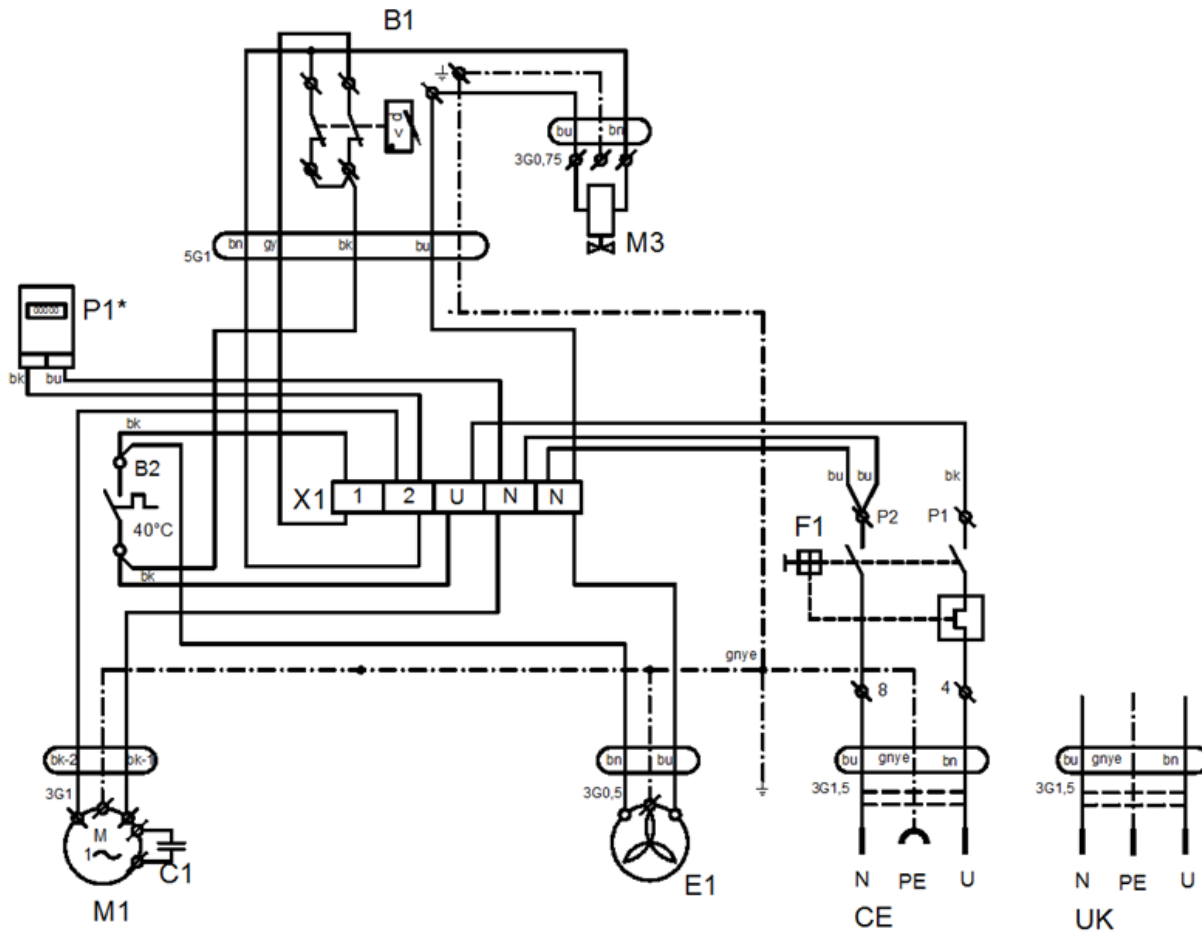 B1
bu bn
3G0,75
p
>
M3
bn gy bk bu
5G1
00000
P1*
bk bu
bk
B2
40°C
bk
X1 1 2 U N N
bu bu bk
P2 P1
F1
gnye
8 4
bk-2 bk-1
3G1
M
1
C1
M1
bn bu
3G0,5
E1
bu gnye bn
3G1,5
N PE U
CE
bu gnye bn
3G1,5
N PE U
UK